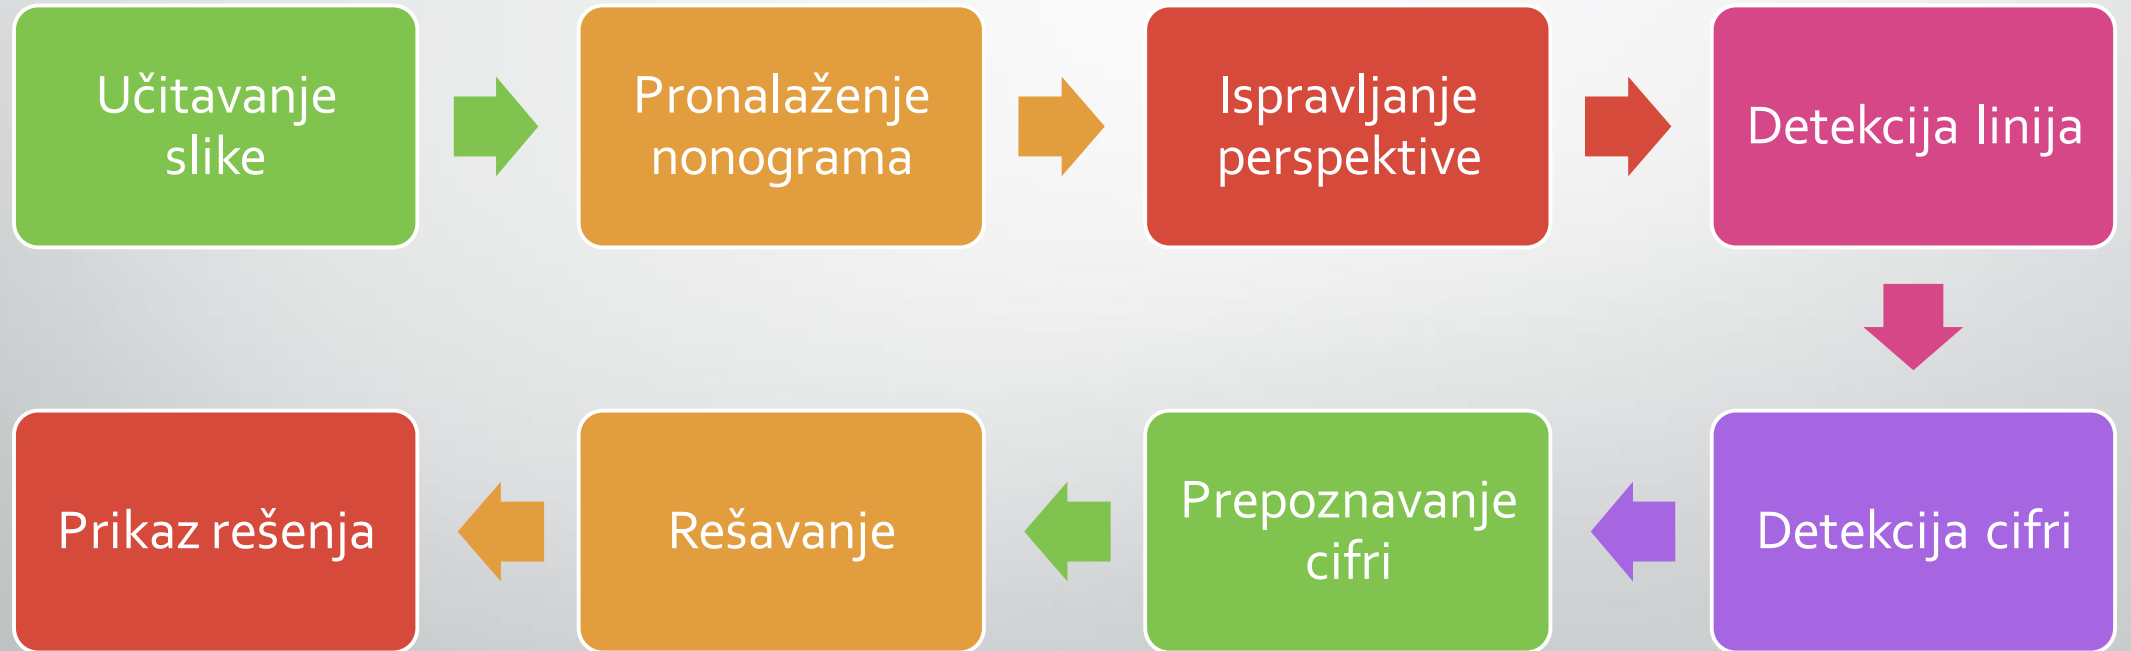 Učitavanje
slike
Pronalaženje
nonograma
Ispravljanje
perspektive
Detekcija linija
Detekcija cifri
Prepoznavanje
cifri
Rešavanje
Prikaz rešenja